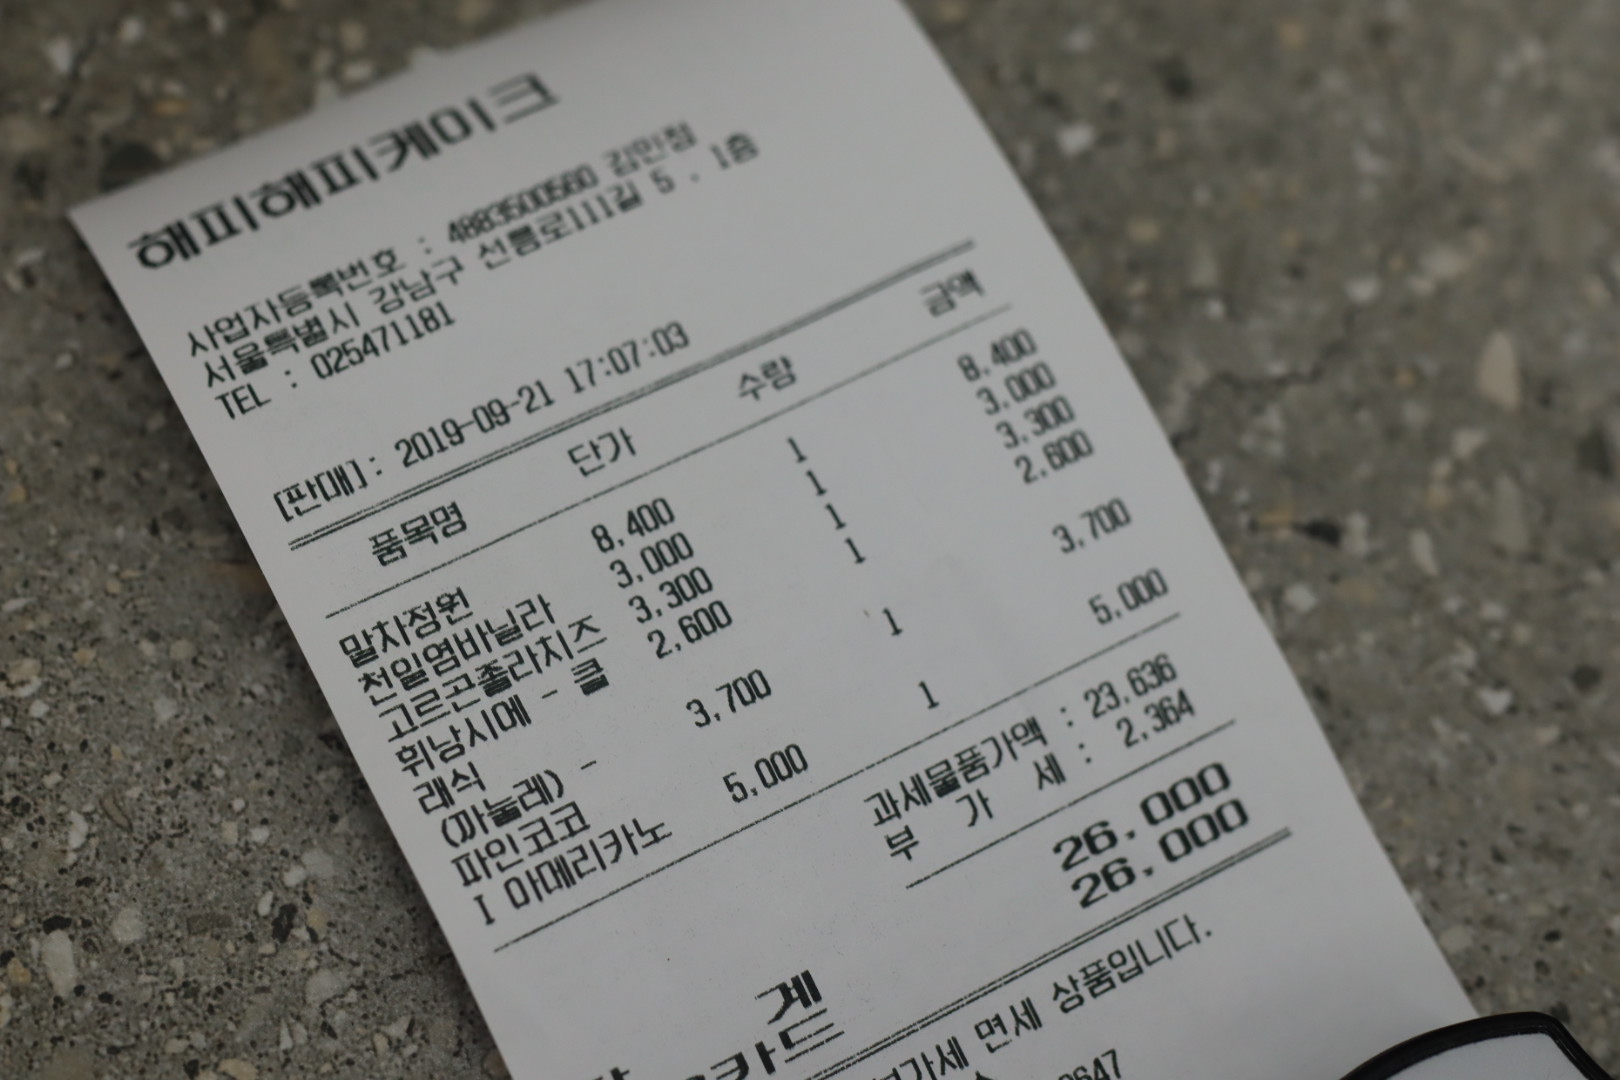 해피해피케이크
사업자등록번호 : 4883500560 김민정
서울특별시 강남구 선릉로111길 5 . 1층
TEL : 025471181
[판매] : 2019-09-21 17:07:03
품목명 단가 수량 금액
말차정원 8,400 1 8,400
천일염바닐라 3,000 1 3,000
고르곤졸라치즈 3,300 1 3,300
휘낭시에 - 클 2,600 1 2,600
래식
(까눌레) - 3,700 1 3,700
파인코코
I 아메리카노 5,000 1 5,000
과세물품가액 : 23,636
부 가 세 : 2,364
계 26,000
카드 26,000
면세 상품입니다.